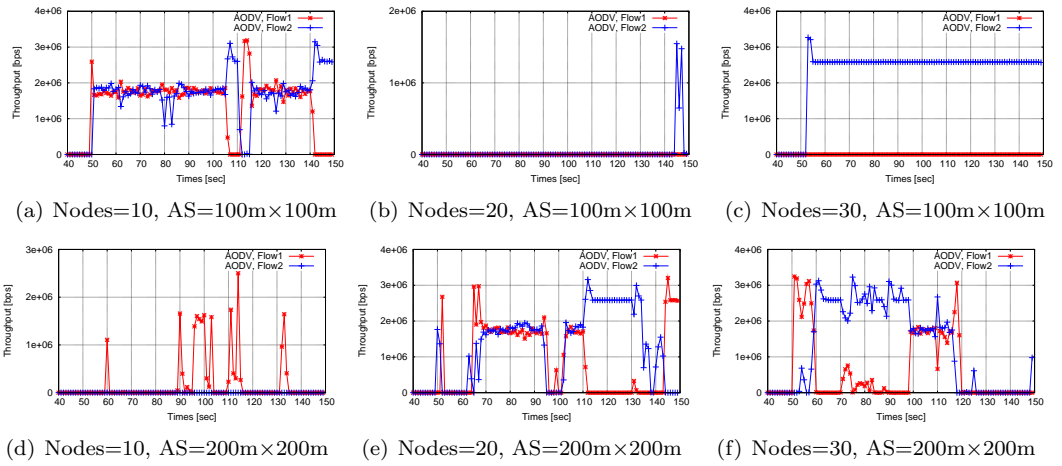 4e+06
3e+06
2e+06
1e+06
0
Throughput [bps]
AODV, Flow1
AODV, Flow2
40 50 60 70 80 90 100 110 120 130 140 150
Times [sec]
(a) Nodes=10, AS=100m×100m
2e+06
1e+06
0
Throughput [bps]
AODV, Flow1
AODV, Flow2
40 50 60 70 80 90 100 110 120 130 140 150
Times [sec]
(b) Nodes=20, AS=100m×100m
4e+06
3e+06
2e+06
1e+06
0
Throughput [bps]
AODV, Flow1
AODV, Flow2
40 50 60 70 80 90 100 110 120 130 140 150
Times [sec]
(c) Nodes=30, AS=100m×100m
3e+06
2e+06
1e+06
0
Throughput [bps]
AODV, Flow1
AODV, Flow2
40 50 60 70 80 90 100 110 120 130 140 150
Times [sec]
(d) Nodes=10, AS=200m×200m
4e+06
3e+06
2e+06
1e+06
0
Throughput [bps]
AODV, Flow1
AODV, Flow2
40 50 60 70 80 90 100 110 120 130 140 150
Times [sec]
(e) Nodes=20, AS=200m×200m
4e+06
3e+06
2e+06
1e+06
0
Throughput [bps]
AODV, Flow1
AODV, Flow2
40 50 60 70 80 90 100 110 120 130 140 150
Times [sec]
(f) Nodes=30, AS=200m×200m